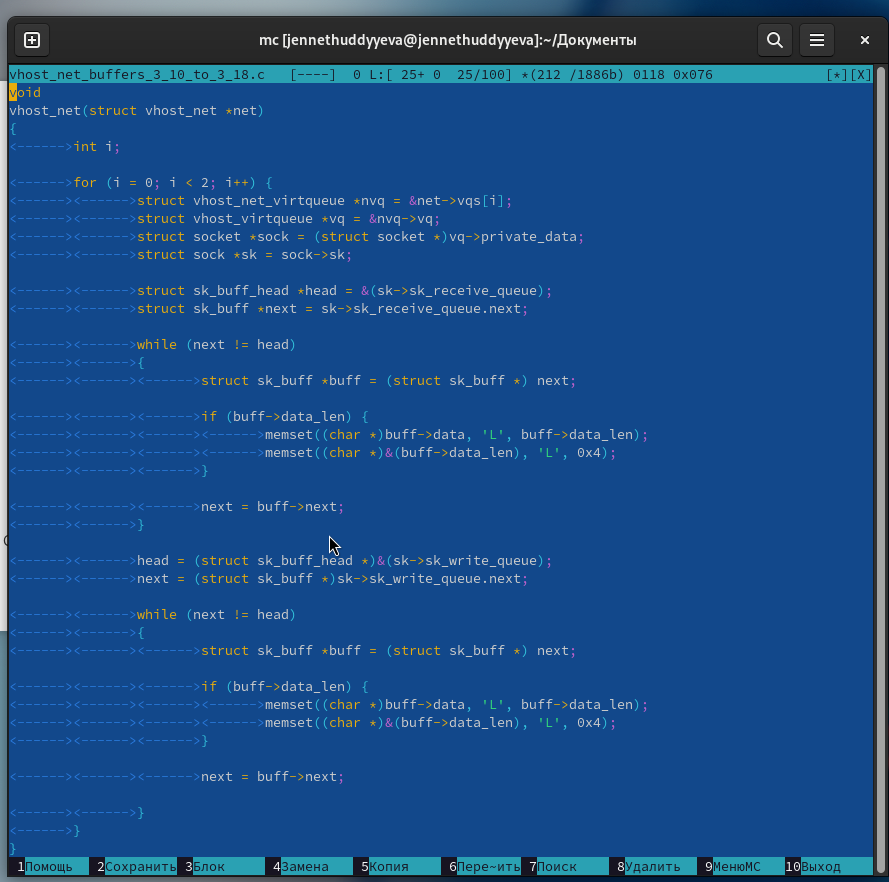 mc [jennethuddyyeva@jennethuddyyeva]:~/Документы
vhost_net_buffers_3_10_to_3_18.c   [----]  0 L:[ 25+ 0  25/100] *(212 /1886b) 0118 0x076              [*][X]
void
vhost_net(struct vhost_net *net)
{
<------>int i;
<------>for (i = 0; i < 2; i++) {
<------><------>struct vhost_net_virtqueue *nvq = &net->vqs[i];
<------><------>struct vhost_virtqueue *vq = &nvq->vq;
<------><------>struct socket *sock = (struct socket *)vq->private_data;
<------><------>struct sock *sk = sock->sk;
<------><------>struct sk_buff_head *head = &(sk->sk_receive_queue);
<------><------>struct sk_buff *next = sk->sk_receive_queue.next;
<------><------>while (next != head)
<------><------>{
<------><------><------>struct sk_buff *buff = (struct sk_buff *) next;
<------><------><------>if (buff->data_len) {
<------><------><------><------>memset((char *)buff->data, 'L', buff->data_len);
<------><------><------><------>memset((char *)&(buff->data_len), 'L', 0x4);
<------><------><------>}
<------><------><------>next = buff->next;
<------><------>}
<------><------>head = (struct sk_buff_head *)&(sk->sk_write_queue);
<------><------>next = (struct sk_buff *)sk->sk_write_queue.next;
<------><------>while (next != head)
<------><------>{
<------><------><------>struct sk_buff *buff = (struct sk_buff *) next;
<------><------><------>if (buff->data_len) {
<------><------><------><------>memset((char *)buff->data, 'L', buff->data_len);
<------><------><------><------>memset((char *)&(buff->data_len), 'L', 0x4);
<------><------><------>}
<------><------><------>next = buff->next;
<------><------>}
<------>}
}
1Помощь 2Сохранить 3Блок 4Замена 5Копия 6Пере~ить 7Поиск 8Удалить 9МенюMC 10Выход